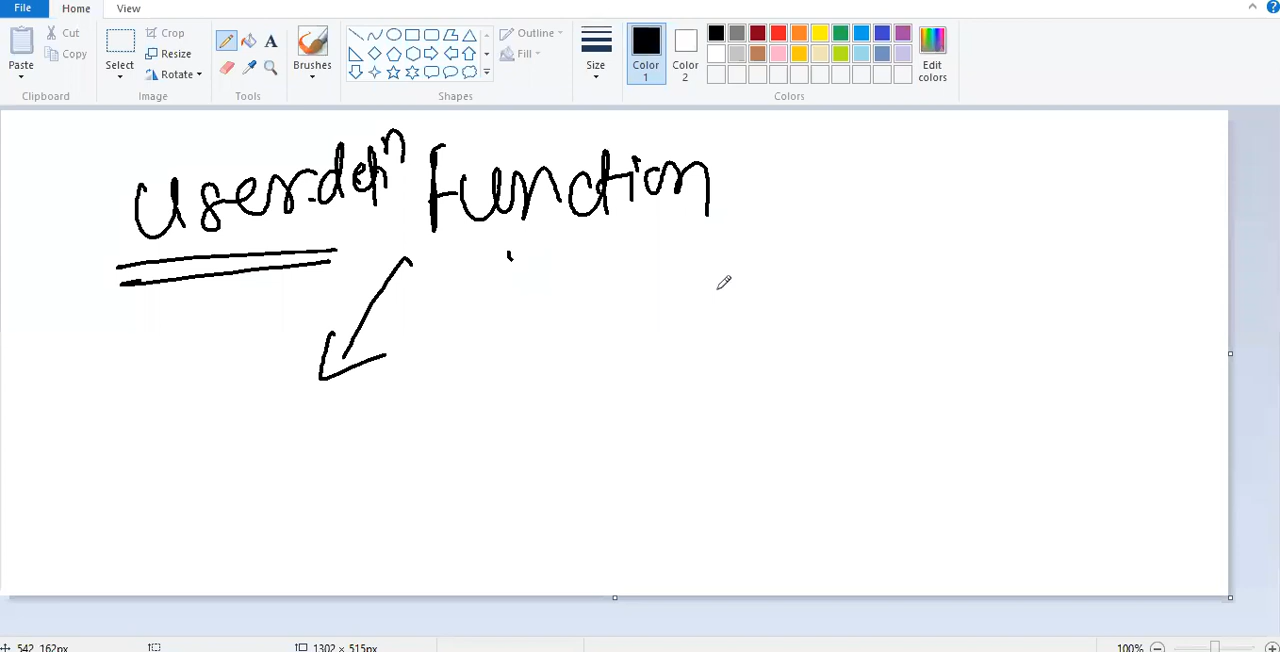 File Home View
Paste Cut Copy
Clipboard
Select Crop Resize Rotate
Image
Tools
Brushes
Shapes
Outline Fill
Size
Color 1 Color 2
Edit colors
Colors
user-defn Function
542, 162px 1302 × 515px 100%